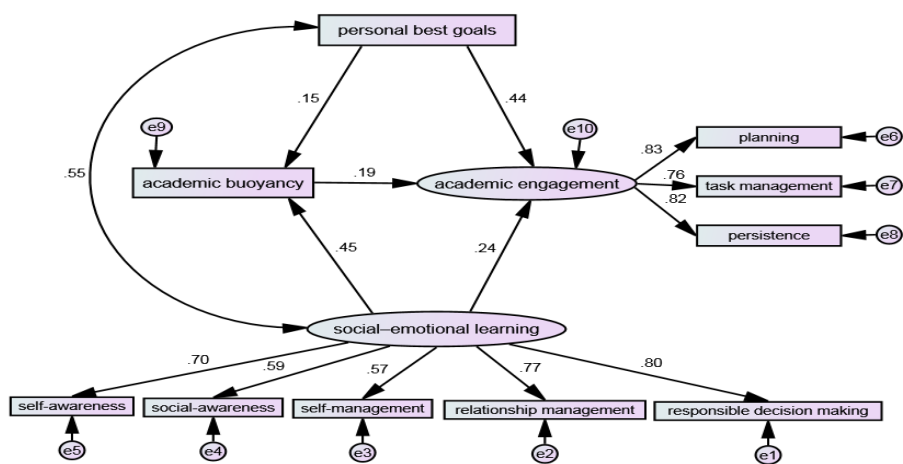 personal best goals
.15
.44
e9
e10
e6
planning
.83
.55
academic buoyancy
.19
academic engagement
.76
task management
e7
.82
persistence
e8
.45
.24
social–emotional learning
.70
.59
.57
.77
.80
self-awareness
social-awareness
self-management
relationship management
responsible decision making
e5
e4
e3
e2
e1